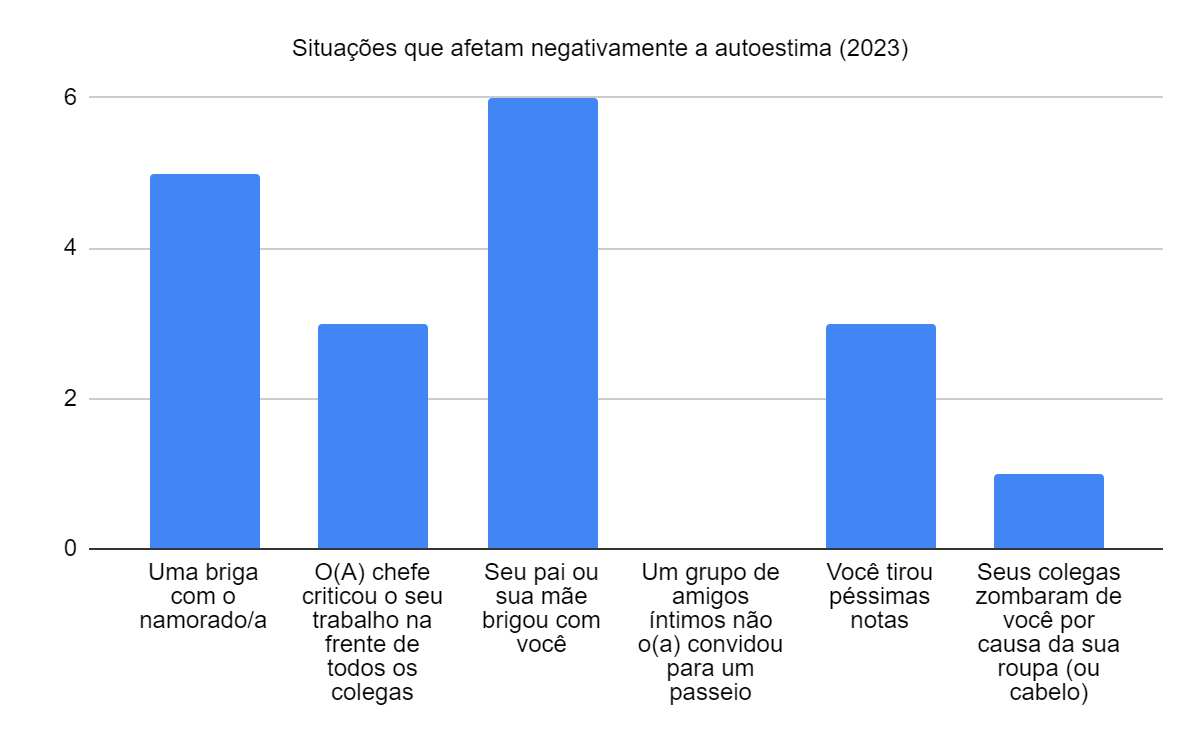 Situações que afetam negativamente a autoestima (2023)
6
4
2
0
Uma briga
com o
namorado/a
O(A) chefe
criticou o seu
trabalho na
frente de
todos os
colegas
Seu pai ou
sua mãe
brigou com
você
Um grupo de
amigos
íntimos não
o(a) convidou
para um
passeio
Você tirou
péssimas
notas
Seus colegas
zombaram de
você por
causa da sua
roupa (ou
cabelo)